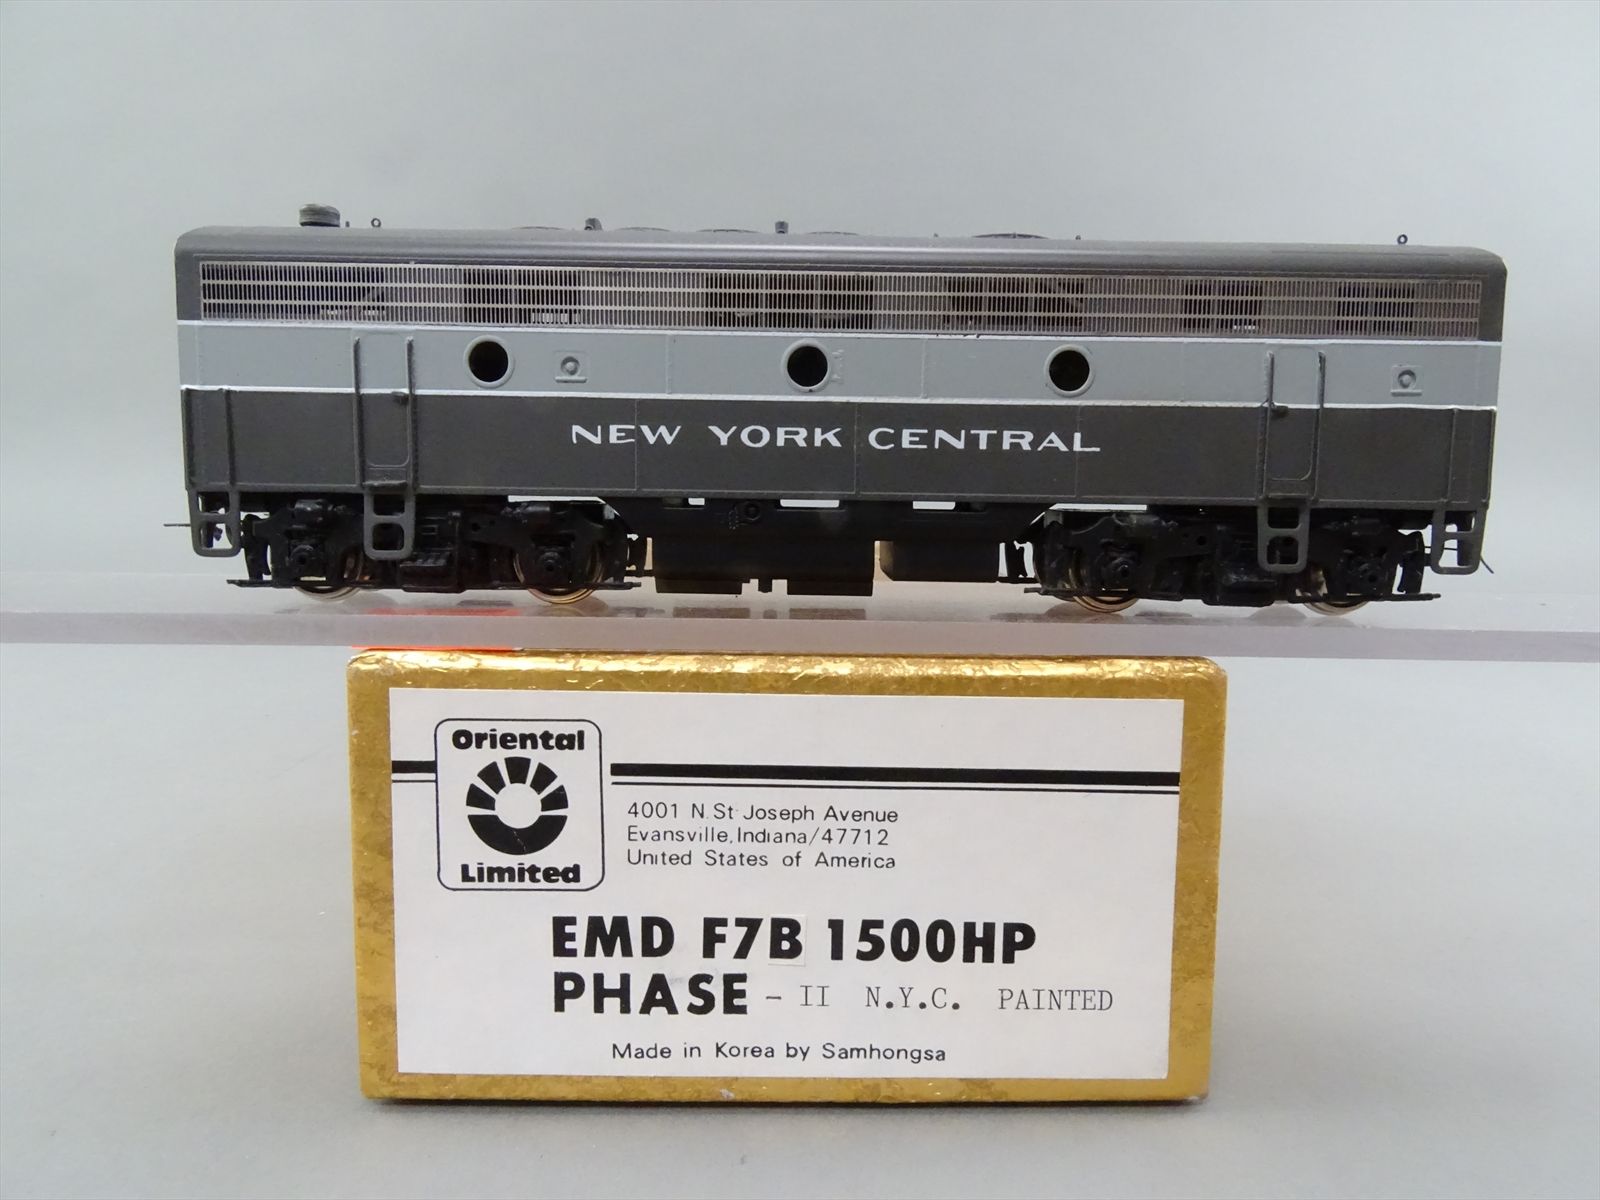 NEW YORK CENTRAL
Oriental
Limited
4001 N. St. Joseph Avenue
Evansville, Indiana/47712
United States of America
EMD F7B 1500HP
PHASE - II N.Y.C. PAINTED
Made in Korea by Samhongsa